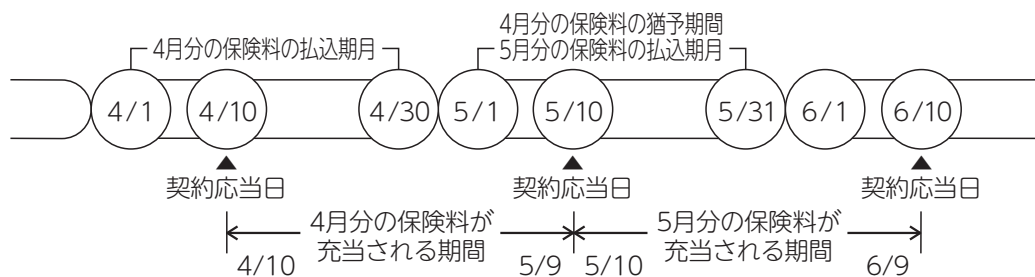 4月分の保険料の払込期月
4月分の保険料の猶予期間
5月分の保険料の払込期月
4/1 4/10 4/30 5/1 5/10 5/31 6/1 6/10
契約応当日 契約応当日 契約応当日
4月分の保険料が
充当される期間
5月分の保険料が
充当される期間
4/10 5/9 5/10 6/9